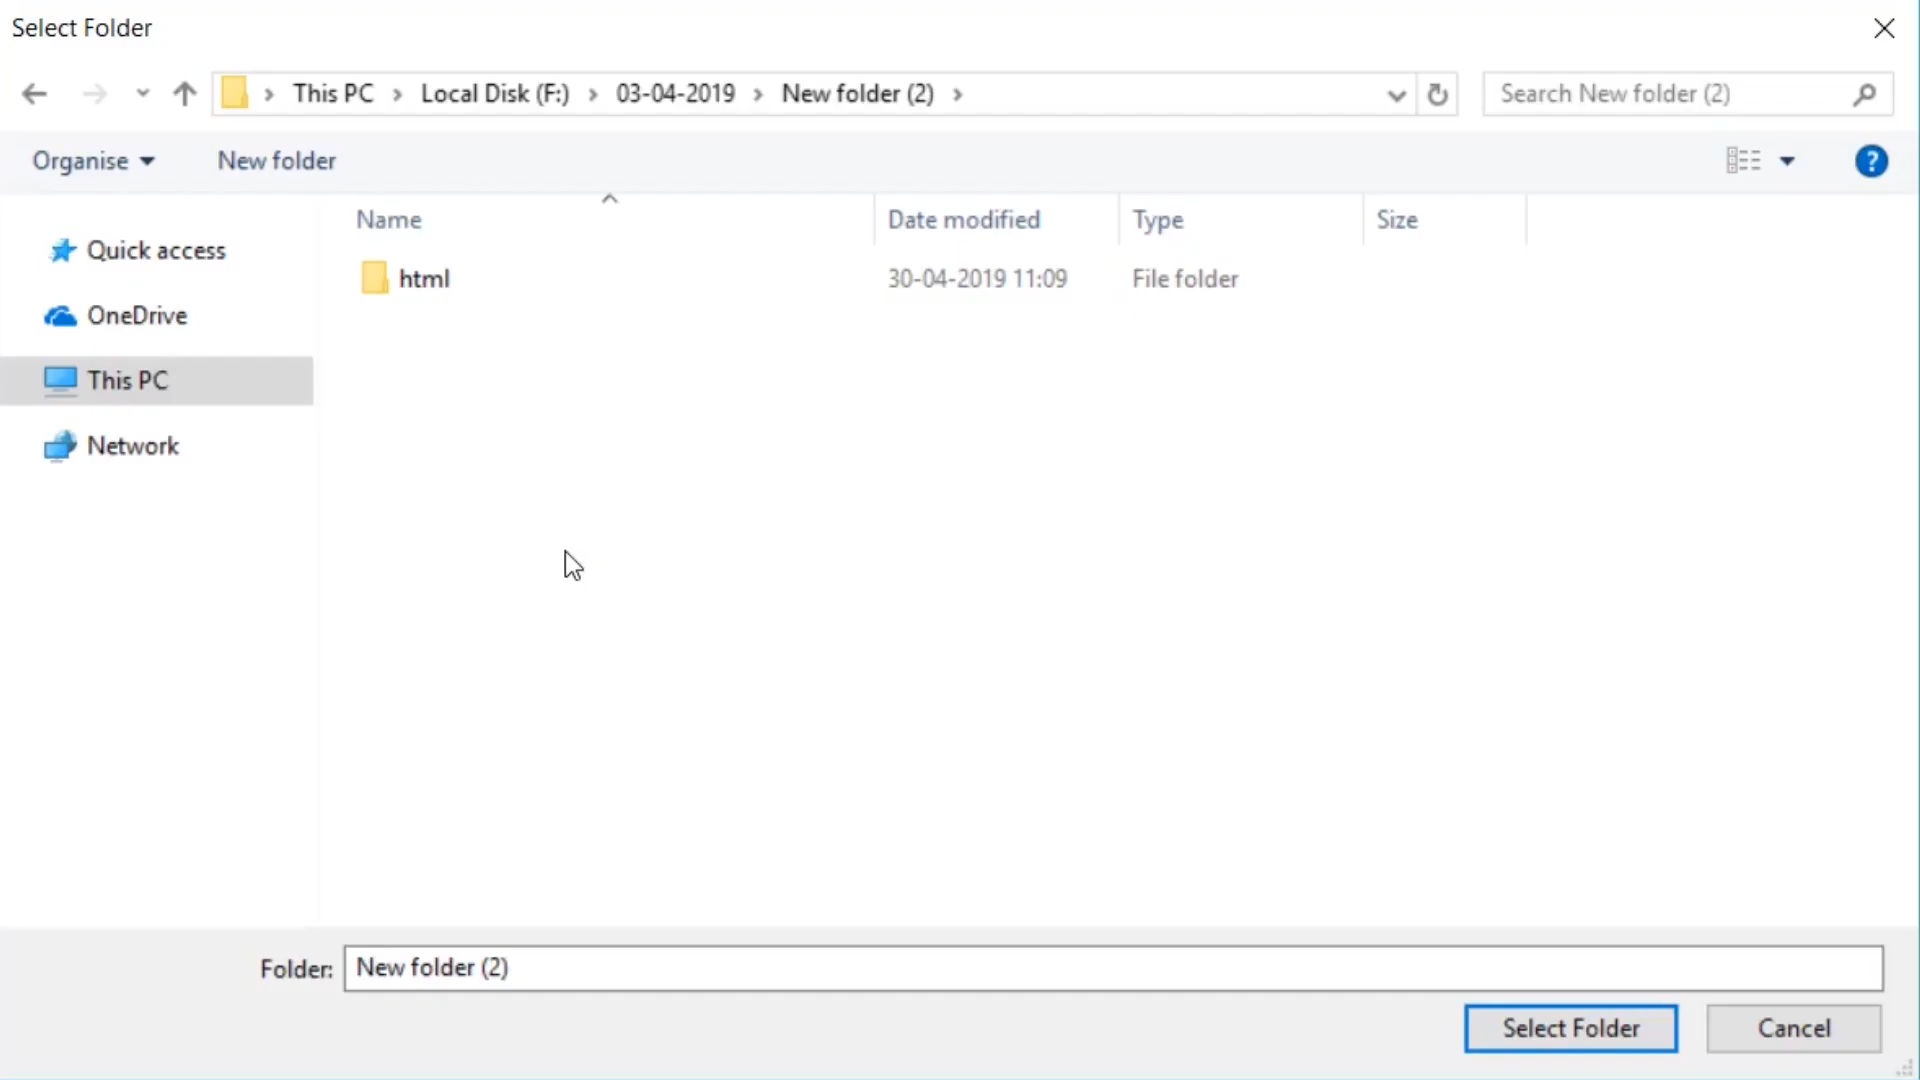 Select Folder
This PC Local Disk (F:) 03-04-2019 New folder (2) Search New folder (2)
Organise New folder ?
Name Date modified Type Size
Quick access
html 30-04-2019 11:09 File folder
OneDrive
This PC
Network
Folder: New folder (2)
Select Folder Cancel